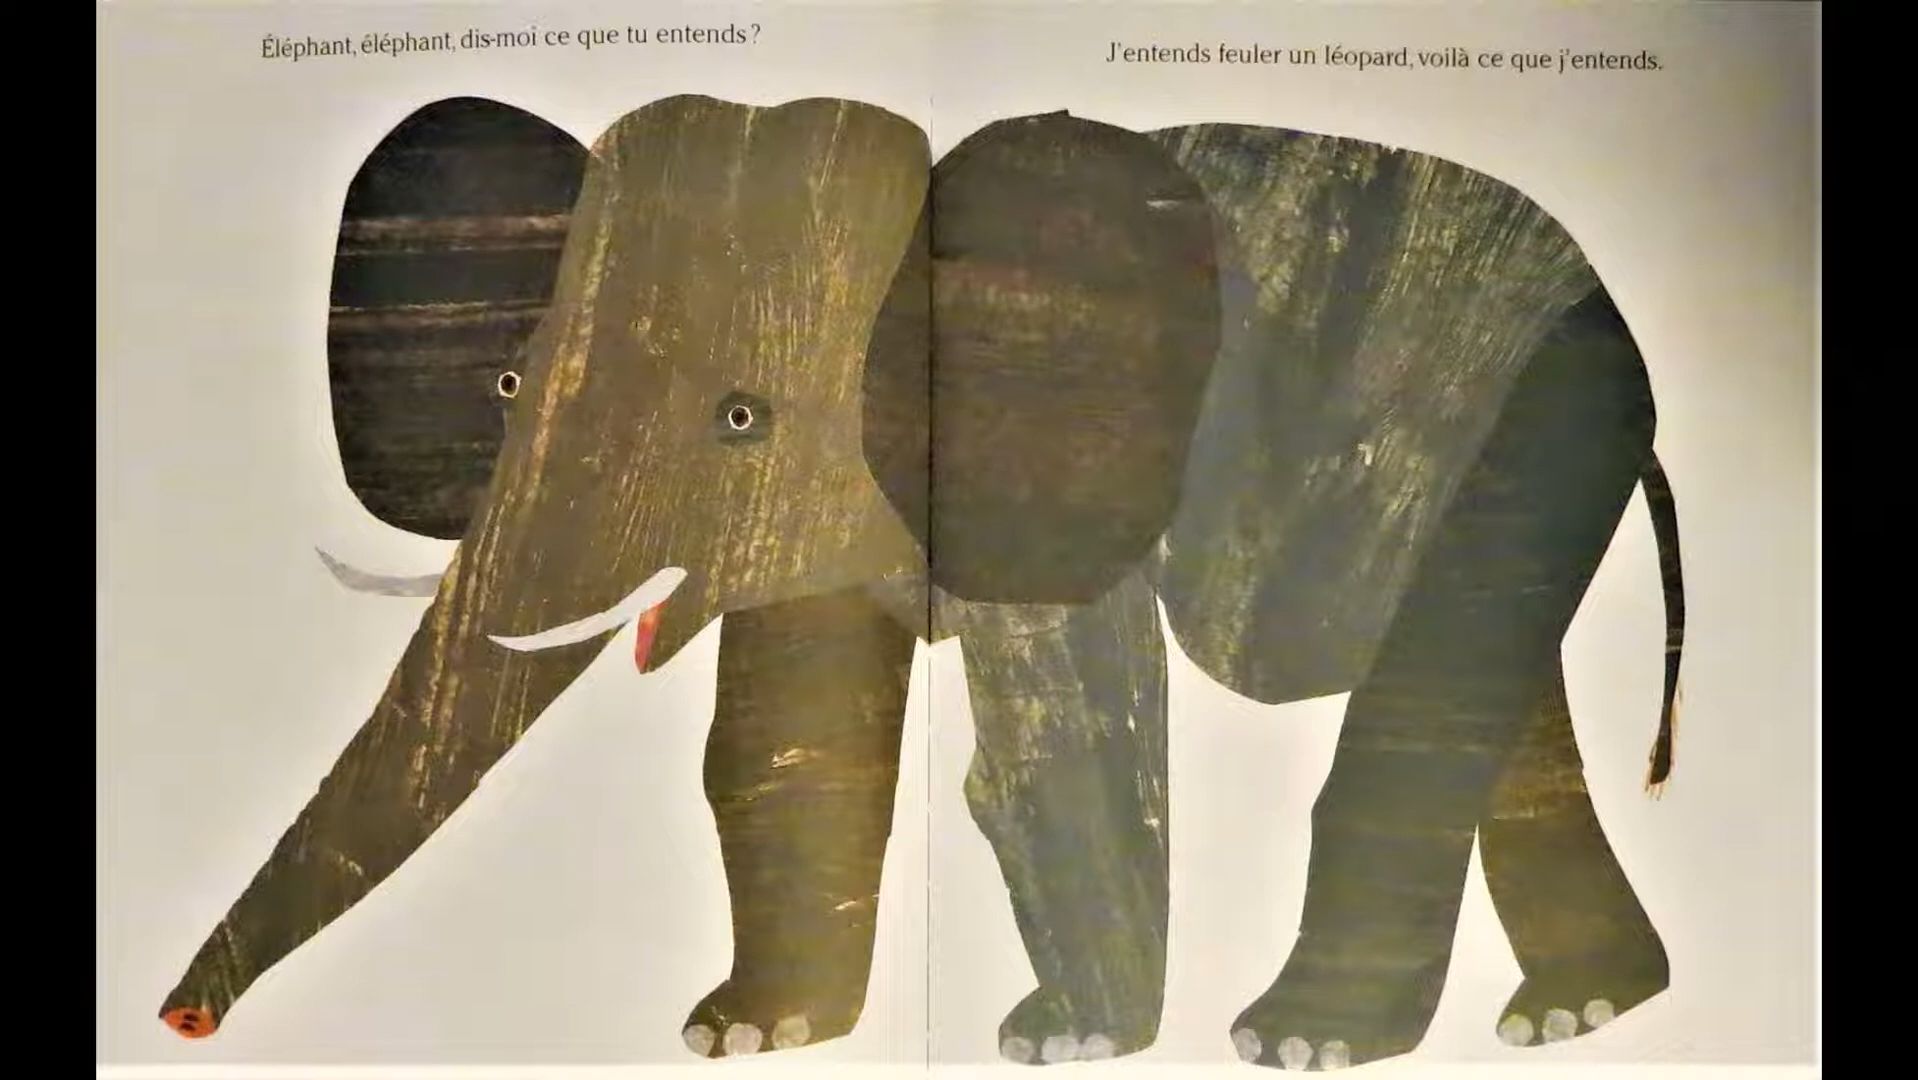 Éléphant, éléphant, dis-moi ce que tu entends ?
J'entends feuler un léopard, voilà ce que j'entends.